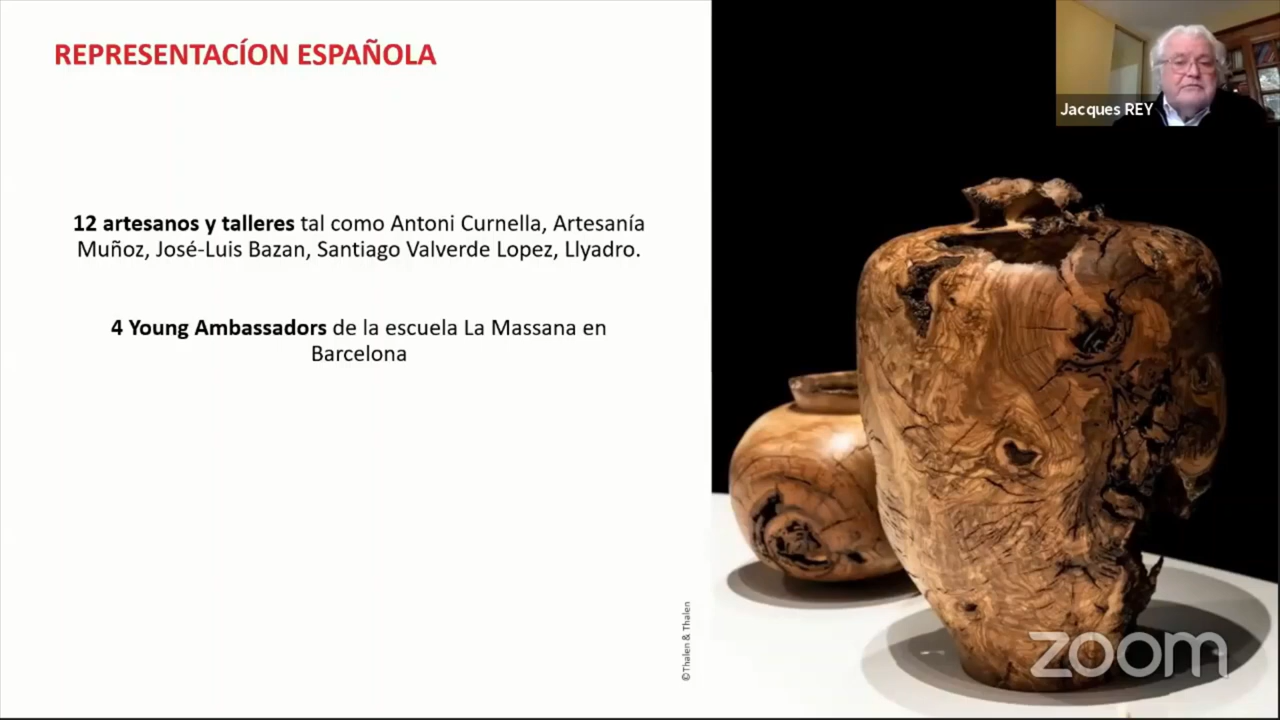 REPRESENTACÍON ESPAÑOLA
Jacques REY
12 artesanos y talleres tal como Antoni Curnella, Artesanía
Muñoz, José-Luis Bazan, Santiago Valverde Lopez, Llyadro.
4 Young Ambassadors de la escuela La Massana en
Barcelona
©Thalen & Thalen
zoom